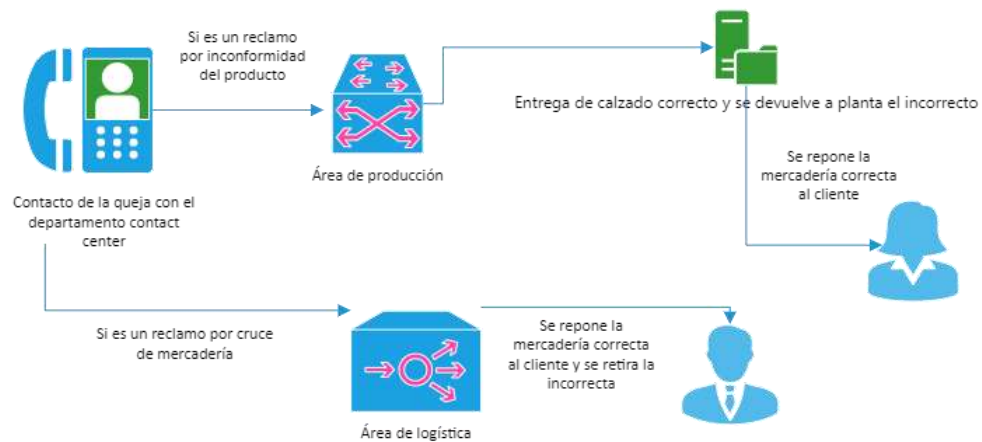 Si es un reclamo
por inconformidad
del producto
Área de producción
Entrega de calzado correcto y se devuelve a planta el incorrecto
Se repone la
mercadería correcta
al cliente
Contacto de la queja con el
departamento contact
center
Si es un reclamo por cruce
de mercadería
Área de logística
Se repone la
mercadería correcta
al cliente y se retira la
incorrecta